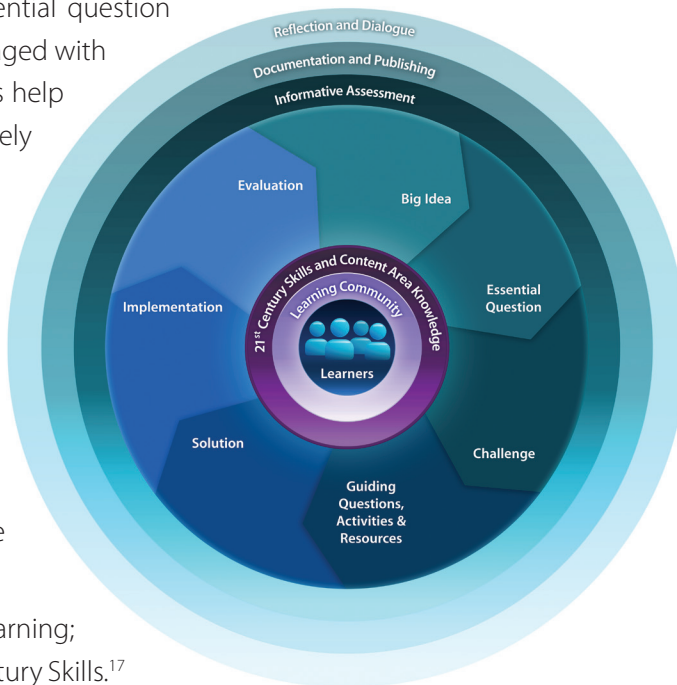 ential question
nged with
s help
ely
e
arning;
tury Skills.17
Reflection and Dialogue
Documentation and Publishing
Informative Assessment
Big Idea
Essential
Question
Challenge
Guiding
Questions,
Activities &
Resources
Solution
Implementation
Evaluation
21st Century Skills and Content Area Knowledge
Learning Community
Learners